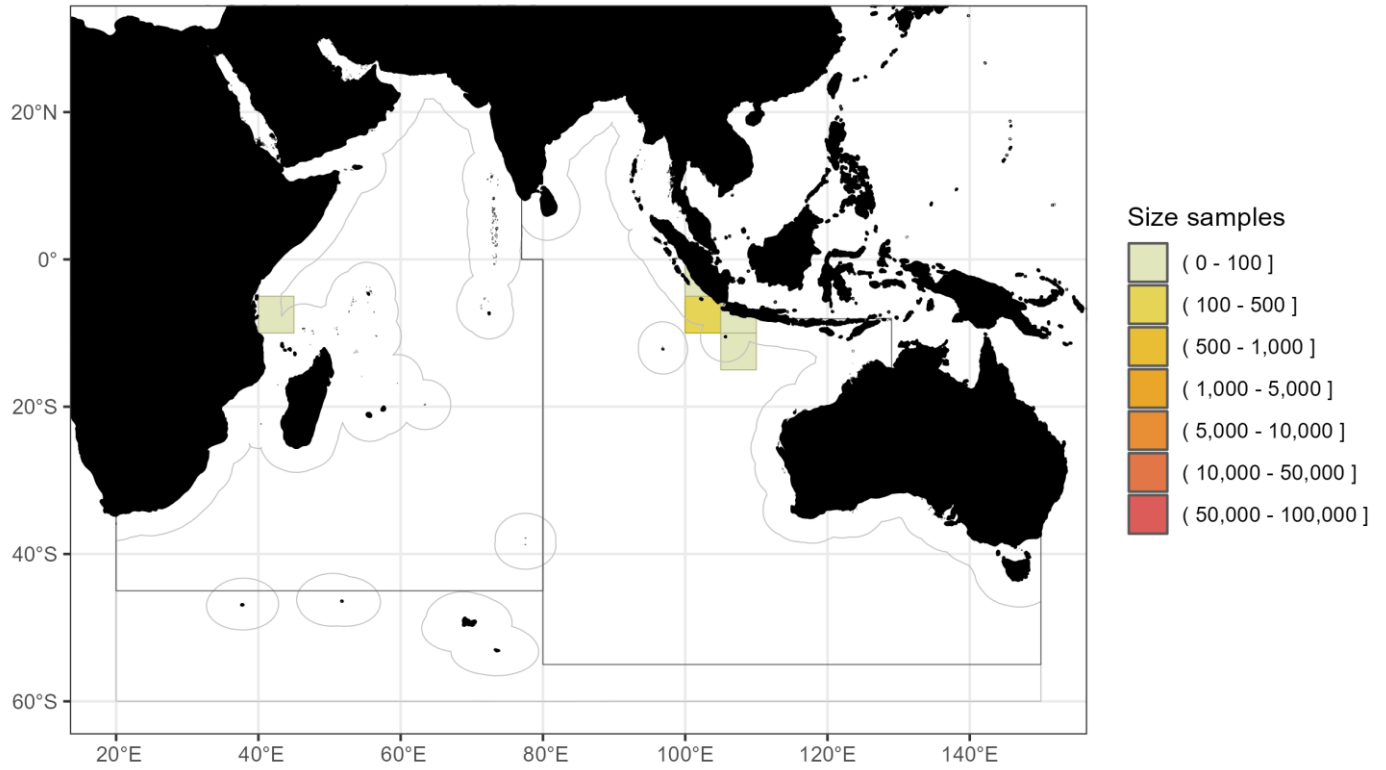 20°N
0°
20°S
40°S
60°S
20°E
40°E
60°E
80°E
100°E
120°E
140°E
Size samples
( 0 - 100 ]
( 100 - 500 ]
( 500 - 1,000 ]
( 1,000 - 5,000 ]
( 5,000 - 10,000 ]
( 10,000 - 50,000 ]
( 50,000 - 100,000 ]